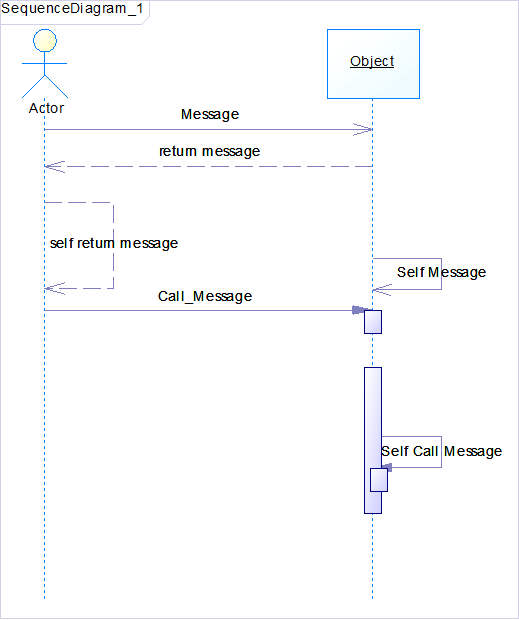 SequenceDiagram_1
Object
Actor
Message
return message
self return message
Self Message
Call_Message
Self Call Message